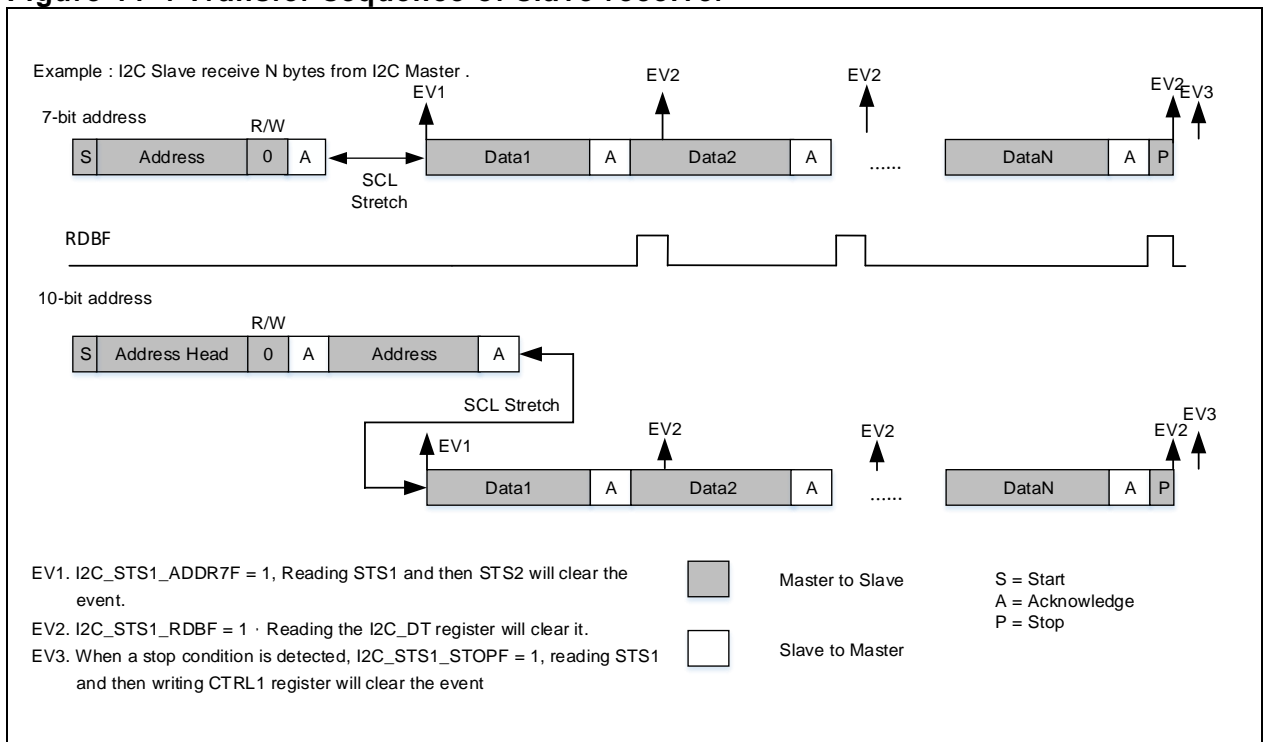 Example : I2C Slave receive N bytes from I2C Master .
EV1
EV2
EV2
EV2
EV3
7-bit address
R/W
S Address 0 A Data1 A Data2 A ...... DataN A P
SCL
Stretch
RDBF
10-bit address
R/W
S Address Head 0 A Address A
SCL Stretch
EV1
EV2
EV2
EV2
EV3
Data1 A Data2 A ...... DataN A P
EV1. I2C_STS1_ADDR7F = 1, Reading STS1 and then STS2 will clear the
event.
EV2. I2C_STS1_RDBF = 1 · Reading the I2C_DT register will clear it.
EV3. When a stop condition is detected, I2C_STS1_STOPF = 1, reading STS1
and then writing CTRL1 register will clear the event
Master to Slave
Slave to Master
S = Start
A = Acknowledge
P = Stop